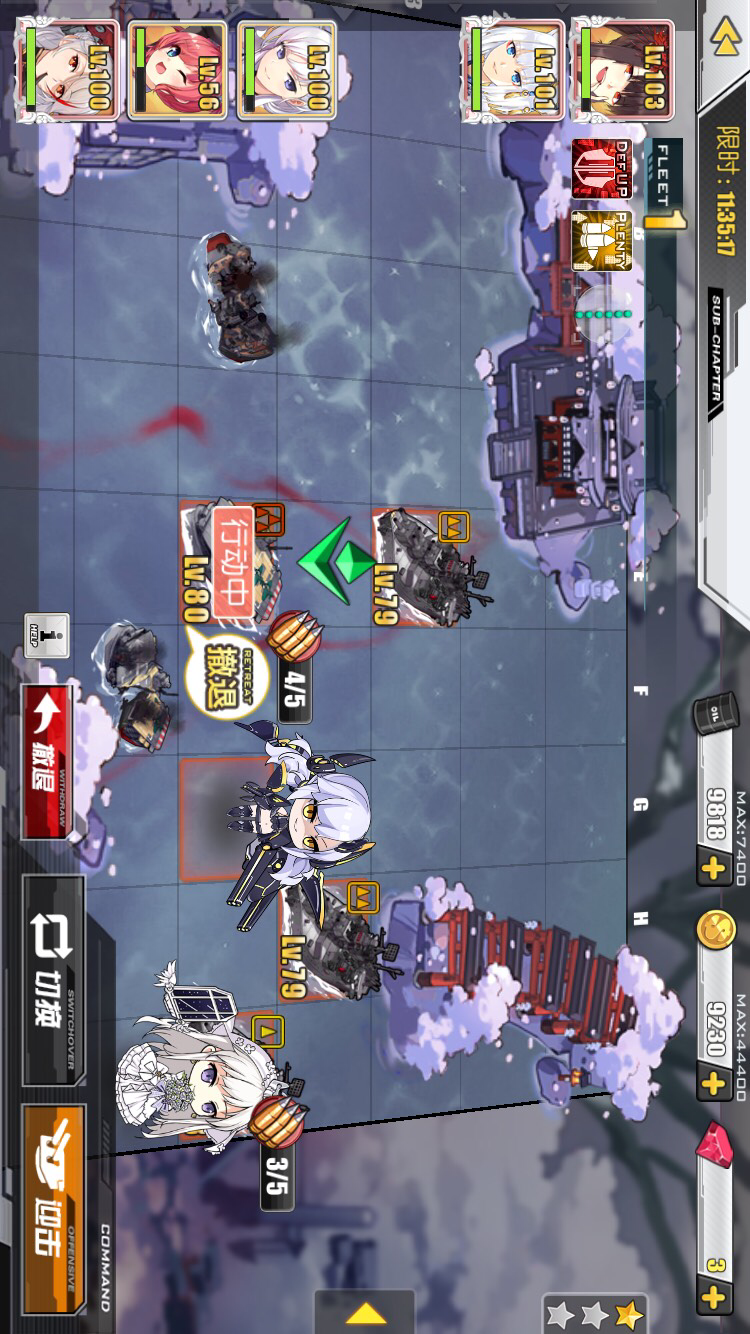 限时：11:35:17
SUB-CHAPTER
MAX:7400
OIL
9818
MAX:44400
9230
3
FLEET 1
DEF UP
PLENTY
E
F
G
H
Lv.103
Lv.101
Lv.100
Lv.56
Lv.100
Lv.79
行动中
Lv.80
4/5
RETREAT
撤退
Lv.79
3/5
HELP
撤退
WITHDRAW
切换
SWITCHOVER
迎击
OFFENSIVE
COMMAND